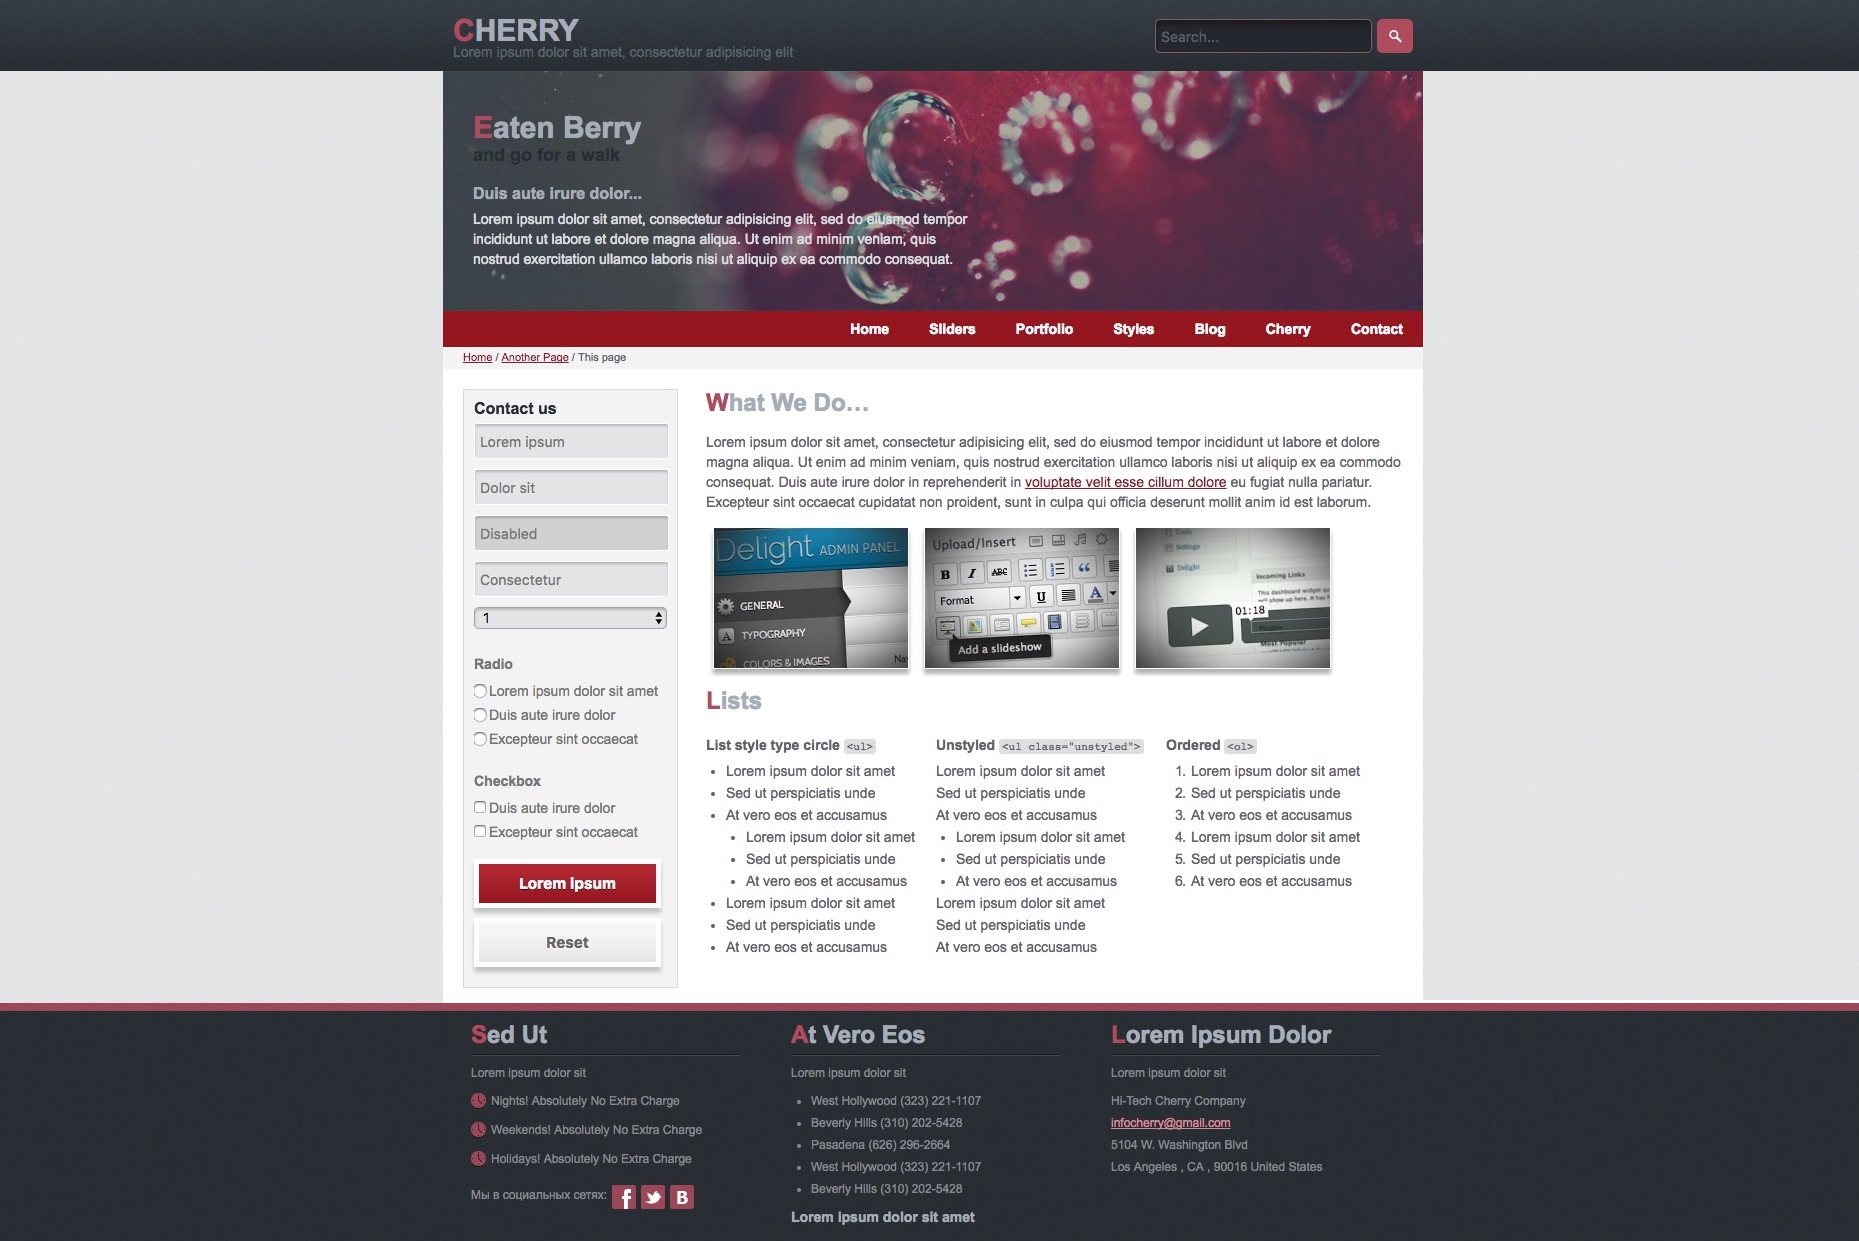 CHERRY
Lorem ipsum dolor sit amet, consectetur adipisicing elit
Search...
Eaten Berry
and go for a walk
Duis aute irure dolor...
Lorem ipsum dolor sit amet, consectetur adipisicing elit, sed do eiusmod tempor
incididunt ut labore et dolore magna aliqua. Ut enim ad minim veniam, quis
nostrud exercitation ullamco laboris nisi ut aliquip ex ea commodo consequat.
Home Sliders Portfolio Styles Blog Cherry Contact
Home / Another Page / This page
Contact us
Lorem ipsum
Dolor sit
Disabled
Consectetur
1
Radio
Lorem ipsum dolor sit amet
Duis aute irure dolor
Excepteur sint occaecat
Checkbox
Duis aute irure dolor
Excepteur sint occaecat
Lorem ipsum
Reset
What We Do…
Lorem ipsum dolor sit amet, consectetur adipisicing elit, sed do eiusmod tempor incididunt ut labore et dolore
magna aliqua. Ut enim ad minim veniam, quis nostrud exercitation ullamco laboris nisi ut aliquip ex ea commodo
consequat. Duis aute irure dolor in reprehenderit in voluptate velit esse cillum dolore eu fugiat nulla pariatur.
Excepteur sint occaecat cupidatat non proident, sunt in culpa qui officia deserunt mollit anim id est laborum.
Delight ADMIN PANEL
GENERAL
TYPOGRAPHY
COLORS & IMAGES
Upload/Insert
B I ABC
Format U A
Add a slideshow
Tools
Settings
Delight
Incoming Links
This dashboard widget
01:18
Plugins
Most Popular
Lists
List style type circle <ul>
• Lorem ipsum dolor sit amet
• Sed ut perspiciatis unde
• At vero eos et accusamus
• Lorem ipsum dolor sit amet
• Sed ut perspiciatis unde
• At vero eos et accusamus
• Lorem ipsum dolor sit amet
• Sed ut perspiciatis unde
• At vero eos et accusamus
Unstyled <ul class="unstyled">
Lorem ipsum dolor sit amet
Sed ut perspiciatis unde
At vero eos et accusamus
• Lorem ipsum dolor sit amet
• Sed ut perspiciatis unde
• At vero eos et accusamus
Lorem ipsum dolor sit amet
Sed ut perspiciatis unde
At vero eos et accusamus
Ordered <ol>
1. Lorem ipsum dolor sit amet
2. Sed ut perspiciatis unde
3. At vero eos et accusamus
4. Lorem ipsum dolor sit amet
5. Sed ut perspiciatis unde
6. At vero eos et accusamus
Sed Ut
Lorem ipsum dolor sit
Nights! Absolutely No Extra Charge
Weekends! Absolutely No Extra Charge
Holidays! Absolutely No Extra Charge
Мы в социальных сетях: f B
At Vero Eos
Lorem ipsum dolor sit
• West Hollywood (323) 221-1107
• Beverly Hills (310) 202-5428
• Pasadena (626) 296-2664
• West Hollywood (323) 221-1107
• Beverly Hills (310) 202-5428
Lorem ipsum dolor sit amet
Lorem Ipsum Dolor
Lorem ipsum dolor sit
Hi-Tech Cherry Company
infocherry@gmail.com
5104 W. Washington Blvd
Los Angeles , CA , 90016 United States